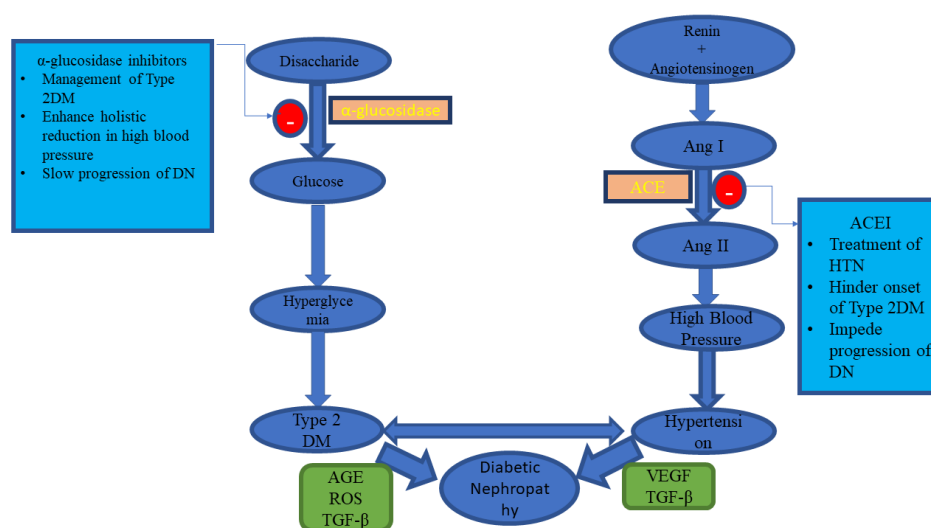 α-glucosidase inhibitors
• Management of Type
2DM
• Enhance holistic
reduction in high blood
pressure
• Slow progression of DN
Disaccharide
-
α-glucosidase
Glucose
Hyperglyce
mia
Type 2
DM
AGE
ROS
TGF-β
Diabetic
Nephropat
hy
Renin
+
Angiotensinogen
Ang I
ACE
-
Ang II
High Blood
Pressure
Hypertensi
on
VEGF
TGF-β
ACEI
• Treatment of
HTN
• Hinder onset
of Type 2DM
• Impede
progression of
DN